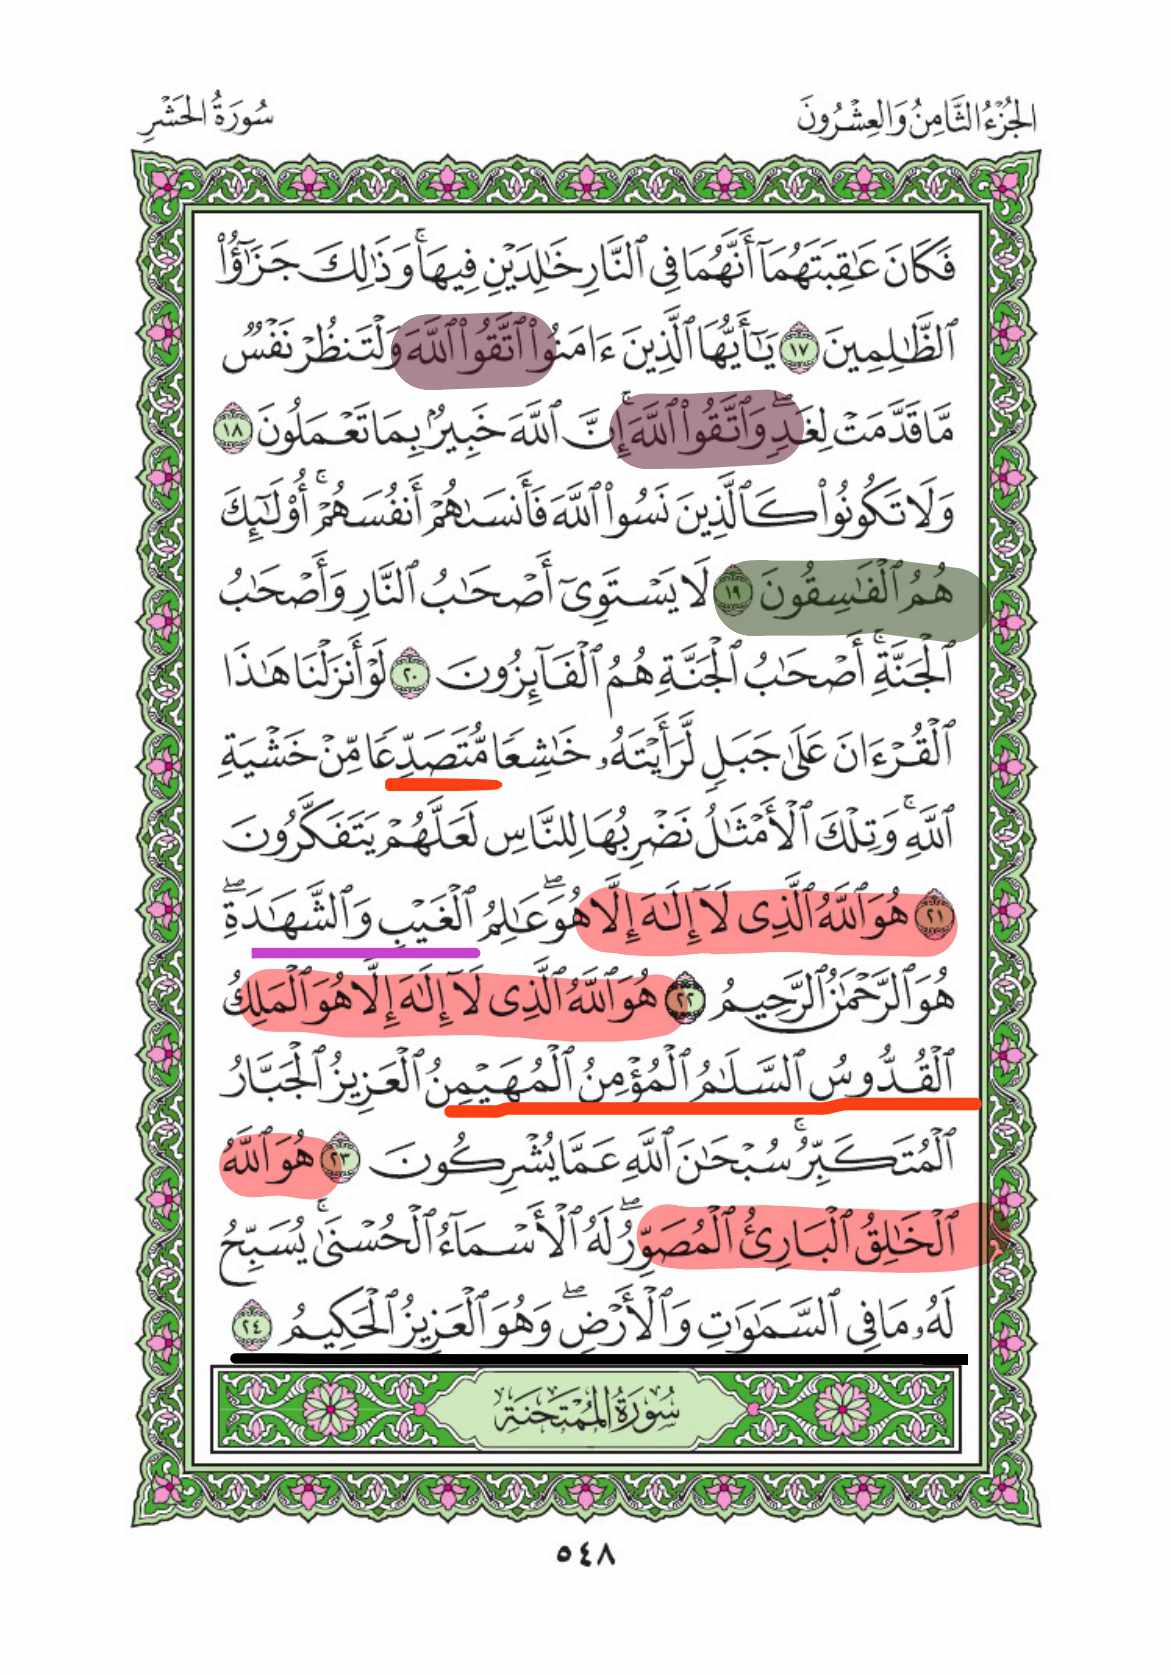 الجُزْءُ الثَّامِنُ وَالعِشْرُونَ
سُورَةُ الحَشْرِ
فَكَانَ عَٰقِبَتَهُمَآ أَنَّهُمَا فِى ٱلنَّارِ خَٰلِدَيْنِ فِيهَاۚ وَذَٰلِكَ جَزَٰٓؤُاْ
ٱلظَّٰلِمِينَ ١٧ يَٰٓأَيُّهَا ٱلَّذِينَ ءَامَنُواْ ٱتَّقُواْ ٱللَّهَ وَلْتَنظُرْ نَفْسٌ
مَّا قَدَّمَتْ لِغَدٍۖ وَٱتَّقُواْ ٱللَّهَۚ إِنَّ ٱللَّهَ خَبِيرٌۢ بِمَا تَعْمَلُونَ ١٨
وَلَا تَكُونُواْ كَٱلَّذِينَ نَسُواْ ٱللَّهَ فَأَنسَىٰهُمْ أَنفُسَهُمْۚ أُوْلَٰٓئِكَ
هُمُ ٱلْفَٰسِقُونَ ١٩ لَا يَسْتَوِىٓ أَصْحَٰبُ ٱلنَّارِ وَأَصْحَٰبُ
ٱلْجَنَّةِۚ أَصْحَٰبُ ٱلْجَنَّةِ هُمُ ٱلْفَآئِزُونَ ٢٠ لَوْ أَنزَلْنَا هَٰذَا
ٱلْقُرْءَانَ عَلَىٰ جَبَلٍ لَّرَأَيْتَهُۥ خَٰشِعًا مُّتَصَدِّعًا مِّنْ خَشْيَةِ
ٱللَّهِۚ وَتِلْكَ ٱلْأَمْثَٰلُ نَضْرِبُهَا لِلنَّاسِ لَعَلَّهُمْ يَتَفَكَّرُونَ
٢١ هُوَ ٱللَّهُ ٱلَّذِى لَآ إِلَٰهَ إِلَّا هُوَۖ عَٰلِمُ ٱلْغَيْبِ وَٱلشَّهَٰدَةِۖ
هُوَ ٱلرَّحْمَٰنُ ٱلرَّحِيمُ ٢٢ هُوَ ٱللَّهُ ٱلَّذِى لَآ إِلَٰهَ إِلَّا هُوَ ٱلْمَلِكُ
ٱلْقُدُّوسُ ٱلسَّلَٰمُ ٱلْمُؤْمِنُ ٱلْمُهَيْمِنُ ٱلْعَزِيزُ ٱلْجَبَّارُ
ٱلْمُتَكَبِّرُۚ سُبْحَٰنَ ٱللَّهِ عَمَّا يُشْرِكُونَ ٢٣ هُوَ ٱللَّهُ
ٱلْخَٰلِقُ ٱلْبَارِئُ ٱلْمُصَوِّرُۖ لَهُ ٱلْأَسْمَآءُ ٱلْحُسْنَىٰۚ يُسَبِّحُ
لَهُۥ مَا فِى ٱلسَّمَٰوَٰتِ وَٱلْأَرْضِۖ وَهُوَ ٱلْعَزِيزُ ٱلْحَكِيمُ ٢٤
سُورَةُ المُمْتَحنَةِ
٥٤٨